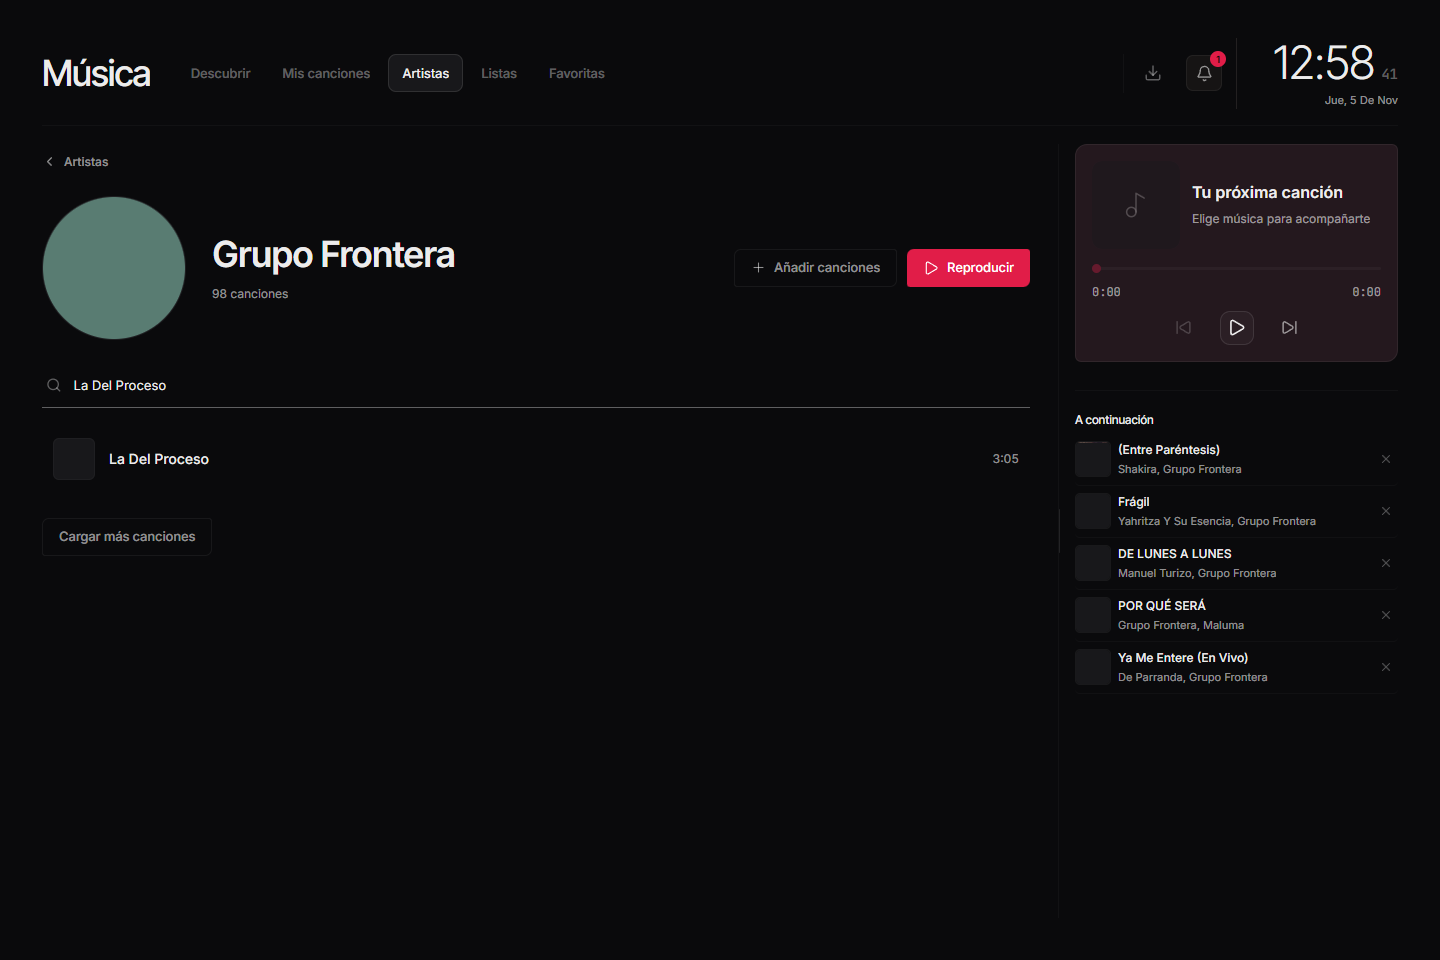 Música
Descubrir
Mis canciones
Artistas
Listas
Favoritas
1
12:58 41
Jue, 5 De Nov
Artistas
Grupo Frontera
98 canciones
Añadir canciones
Reproducir
La Del Proceso
La Del Proceso
3:05
Cargar más canciones
Tu próxima canción
Elige música para acompañarte
0:00
0:00
A continuación
(Entre Paréntesis)
Shakira, Grupo Frontera
Frágil
Yahritza Y Su Esencia, Grupo Frontera
DE LUNES A LUNES
Manuel Turizo, Grupo Frontera
POR QUÉ SERÁ
Grupo Frontera, Maluma
Ya Me Entere (En Vivo)
De Parranda, Grupo Frontera